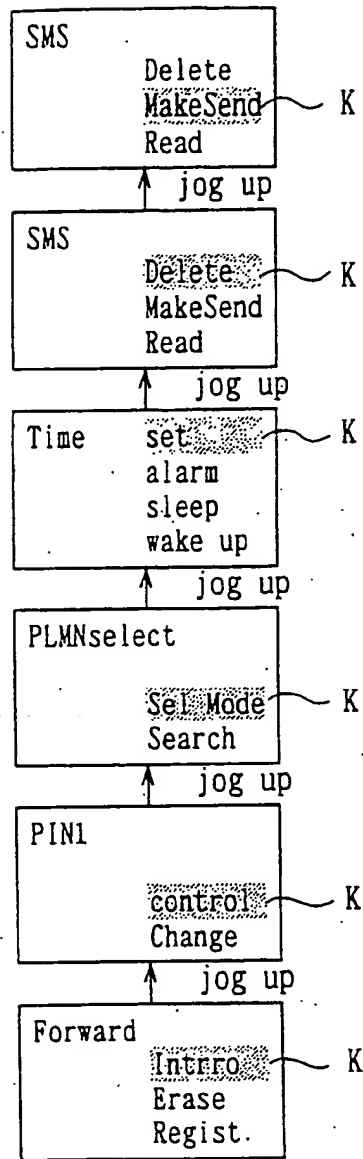 SMS
Delete
MakeSend K
Read
jog up
SMS
Delete K
MakeSend
Read
jog up
Time set K
alarm
sleep
wake up
jog up
PLMNselect
Sel Mode K
Search
jog up
PIN1
control K
Change
jog up
Forward
Intrro K
Erase
Regist.